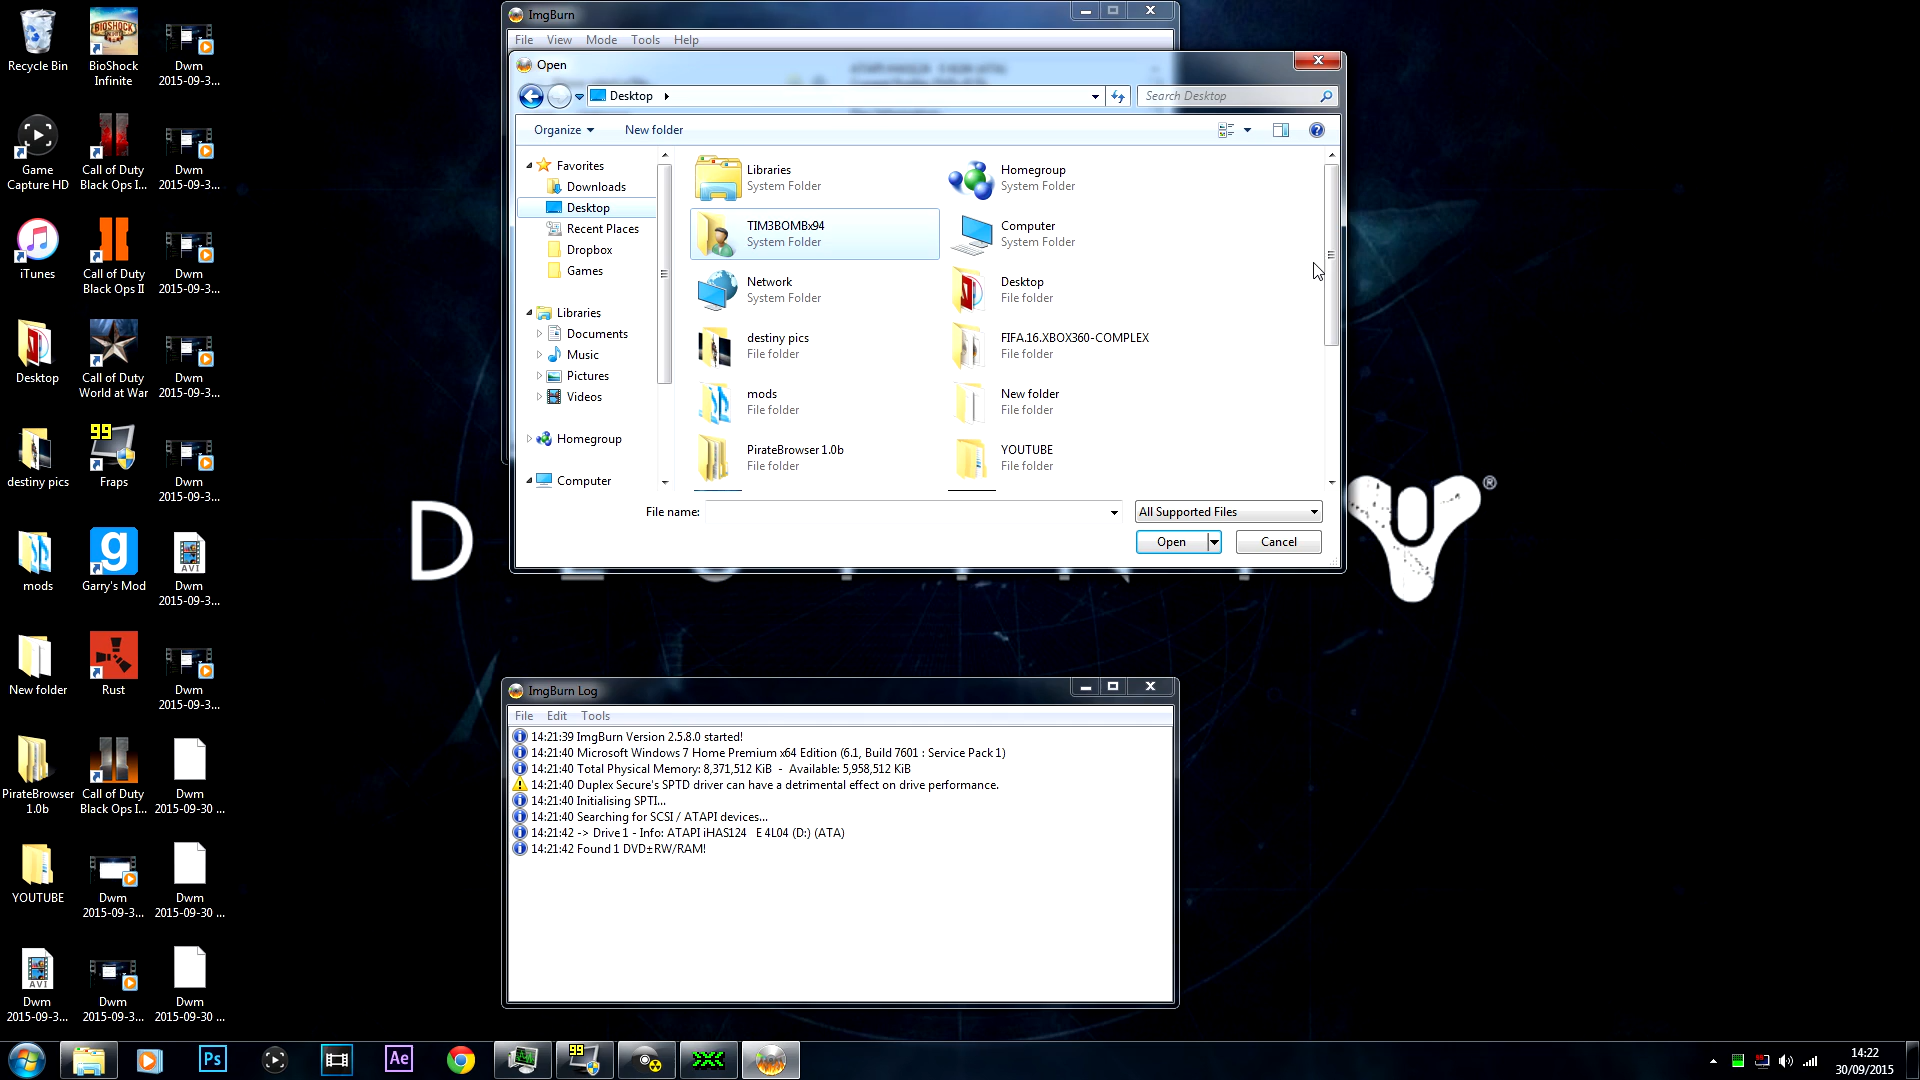 Recycle Bin
BioShock
Infinite
Dwm
2015-09-3...
Game
Capture HD
Call of Duty
Black Ops I...
Dwm
2015-09-3...
iTunes
Call of Duty
Black Ops II
Dwm
2015-09-3...
Desktop
Call of Duty
World at War
Dwm
2015-09-3...
destiny pics
99
Fraps
Dwm
2015-09-3...
mods
g
Garry's Mod
AVI
Dwm
2015-09-3...
New folder
Rust
Dwm
2015-09-3...
PirateBrowser
1.0b
Call of Duty
Black Ops I...
Dwm
2015-09-30 ...
YOUTUBE
Dwm
2015-09-3...
Dwm
2015-09-30 ...
AVI
Dwm
2015-09-3...
Dwm
2015-09-3...
Dwm
2015-09-30 ...
ImgBurn
File View Mode Tools Help
Open
Desktop
Search Desktop
Organize
New folder
Favorites
Downloads
Desktop
Recent Places
Dropbox
Games
Libraries
Documents
Music
Pictures
Videos
Homegroup
Computer
Libraries
System Folder
Homegroup
System Folder
TIM3BOMBx94
System Folder
Computer
System Folder
Network
System Folder
Desktop
File folder
destiny pics
File folder
FIFA.16.XBOX360-COMPLEX
File folder
mods
File folder
New folder
File folder
PirateBrowser 1.0b
File folder
YOUTUBE
File folder
File name:
All Supported Files
Open
Cancel
D
®
ImgBurn Log
File Edit Tools
14:21:39 ImgBurn Version 2.5.8.0 started!
14:21:40 Microsoft Windows 7 Home Premium x64 Edition (6.1, Build 7601 : Service Pack 1)
14:21:40 Total Physical Memory: 8,371,512 KiB - Available: 5,958,512 KiB
14:21:40 Duplex Secure's SPTD driver can have a detrimental effect on drive performance.
14:21:40 Initialising SPTI...
14:21:40 Searching for SCSI / ATAPI devices...
14:21:42 -> Drive 1 - Info: ATAPI iHAS124 E 4L04 (D:) (ATA)
14:21:42 Found 1 DVD±RW/RAM!
Ps
Ae
99
14:22
30/09/2015